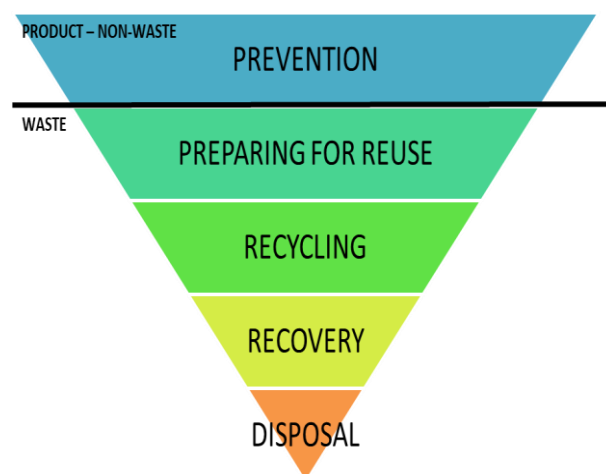 PRODUCT – NON-WASTE
PREVENTION
WASTE
PREPARING FOR REUSE
RECYCLING
RECOVERY
DISPOSAL